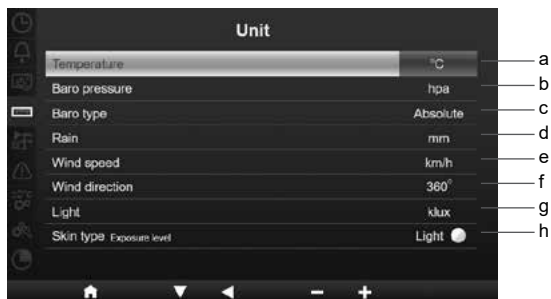 Unit
Temperature °C a
Baro pressure hpa b
Baro type Absolute c
Rain mm d
Wind speed km/h e
Wind direction 360° f
Light klux g
Skin type Exposure level Light h